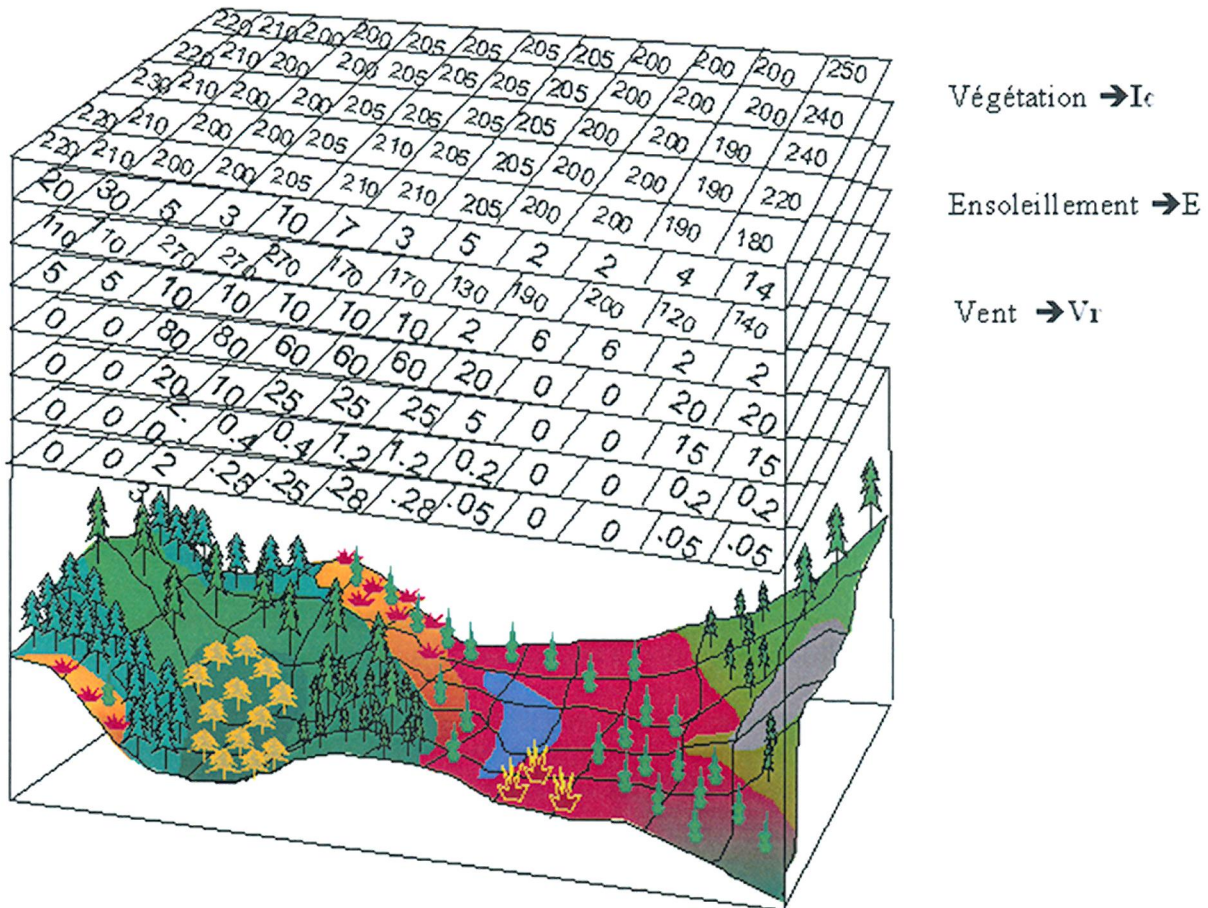 220 210 200 200 205 205 205 205 200 200 200 250
220 210 200 200 205 205 205 205 200 200 200 240
230 210 200 200 205 205 205 205 200 200 190 240
220 210 200 200 205 210 205 205 200 200 190 220
220 210 200 200 205 210 210 205 200 200 190 180
20 30 5 3 10 7 3 5 2 2 4 14
110 10 270 270 270 170 170 130 190 200 120 140
5 5 10 10 10 10 2 6 6 2 2
0 0 80 80 60 60 60 20 0 0 20 20
0 0 20 10 25 25 25 5 0 0 15 15
0 0 0.4 0.4 1.2 1.2 0.2 0 0 0.2 0.2
0 0 2 .25 .25 .28 .28 .05 0 0 .05 .05
Végétation ➔Ic
Ensoleillement ➔E
Vent ➔Vr